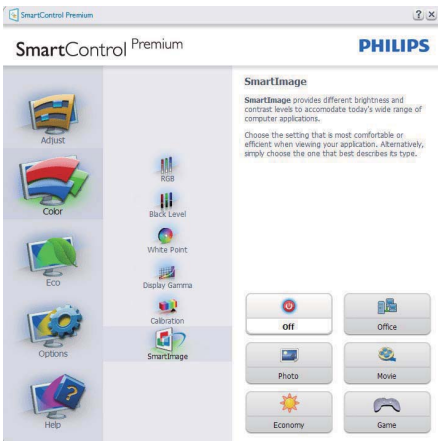 SmartControl Premium
? x
SmartControl Premium
PHILIPS
Adjust
Color
Eco
Options
Help
RGB
Black Level
White Point
Display Gamma
Calibration
SmartImage
SmartImage
SmartImage provides different brightness and
contrast levels to accomodate today's wide range of
computer applications.
Choose the setting that is most comfortable or
efficient when viewing your application. Alternatively,
simply choose the one that best describes its type.
Off
Office
Photo
Movie
Economy
Game